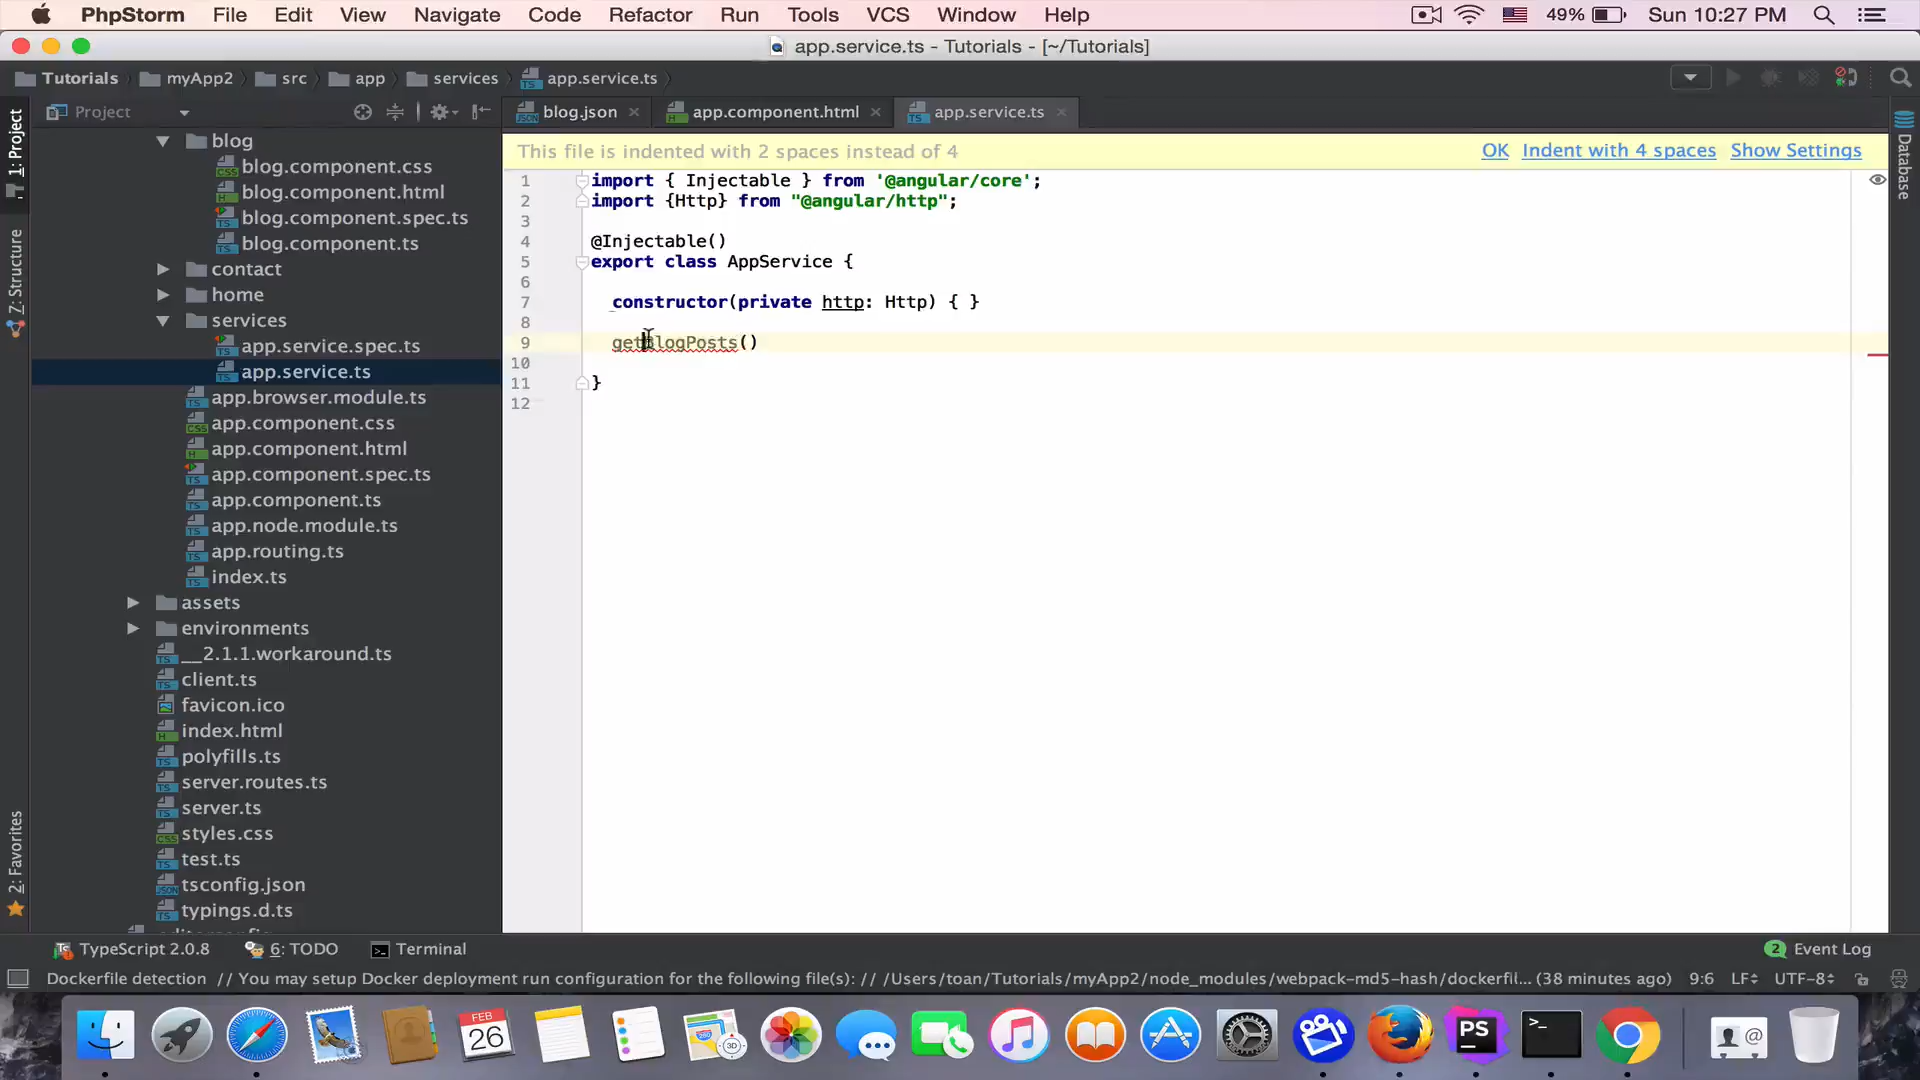 PhpStorm File Edit View Navigate Code Refactor Run Tools VCS Window Help 49% Sun 10:27 PM
app.service.ts - Tutorials - [~/Tutorials]
Tutorials myApp2 src app services app.service.ts
Project
blog.json app.component.html app.service.ts
1: Project
7: Structure
2: Favorites
Database
blog
blog.component.css
blog.component.html
blog.component.spec.ts
blog.component.ts
contact
home
services
app.service.spec.ts
app.service.ts
app.browser.module.ts
app.component.css
app.component.html
app.component.spec.ts
app.component.ts
app.node.module.ts
app.routing.ts
index.ts
assets
environments
__2.1.1.workaround.ts
client.ts
favicon.ico
index.html
polyfills.ts
server.routes.ts
server.ts
styles.css
test.ts
tsconfig.json
typings.d.ts
This file is indented with 2 spaces instead of 4 OK Indent with 4 spaces Show Settings
1 import { Injectable } from '@angular/core';
2 import {Http} from "@angular/http";
3
4 @Injectable()
5 export class AppService {
6
7 constructor(private http: Http) { }
8
9 getBlogPosts()
10
11 }
12
TypeScript 2.0.8 6: TODO Terminal 2 Event Log
Dockerfile detection // You may setup Docker deployment run configuration for the following file(s): // /Users/toan/Tutorials/myApp2/node_modules/webpack-md5-hash/dockerfil... (38 minutes ago) 9:6 LF UTF-8
FEB
26
3D
PS
>_
@